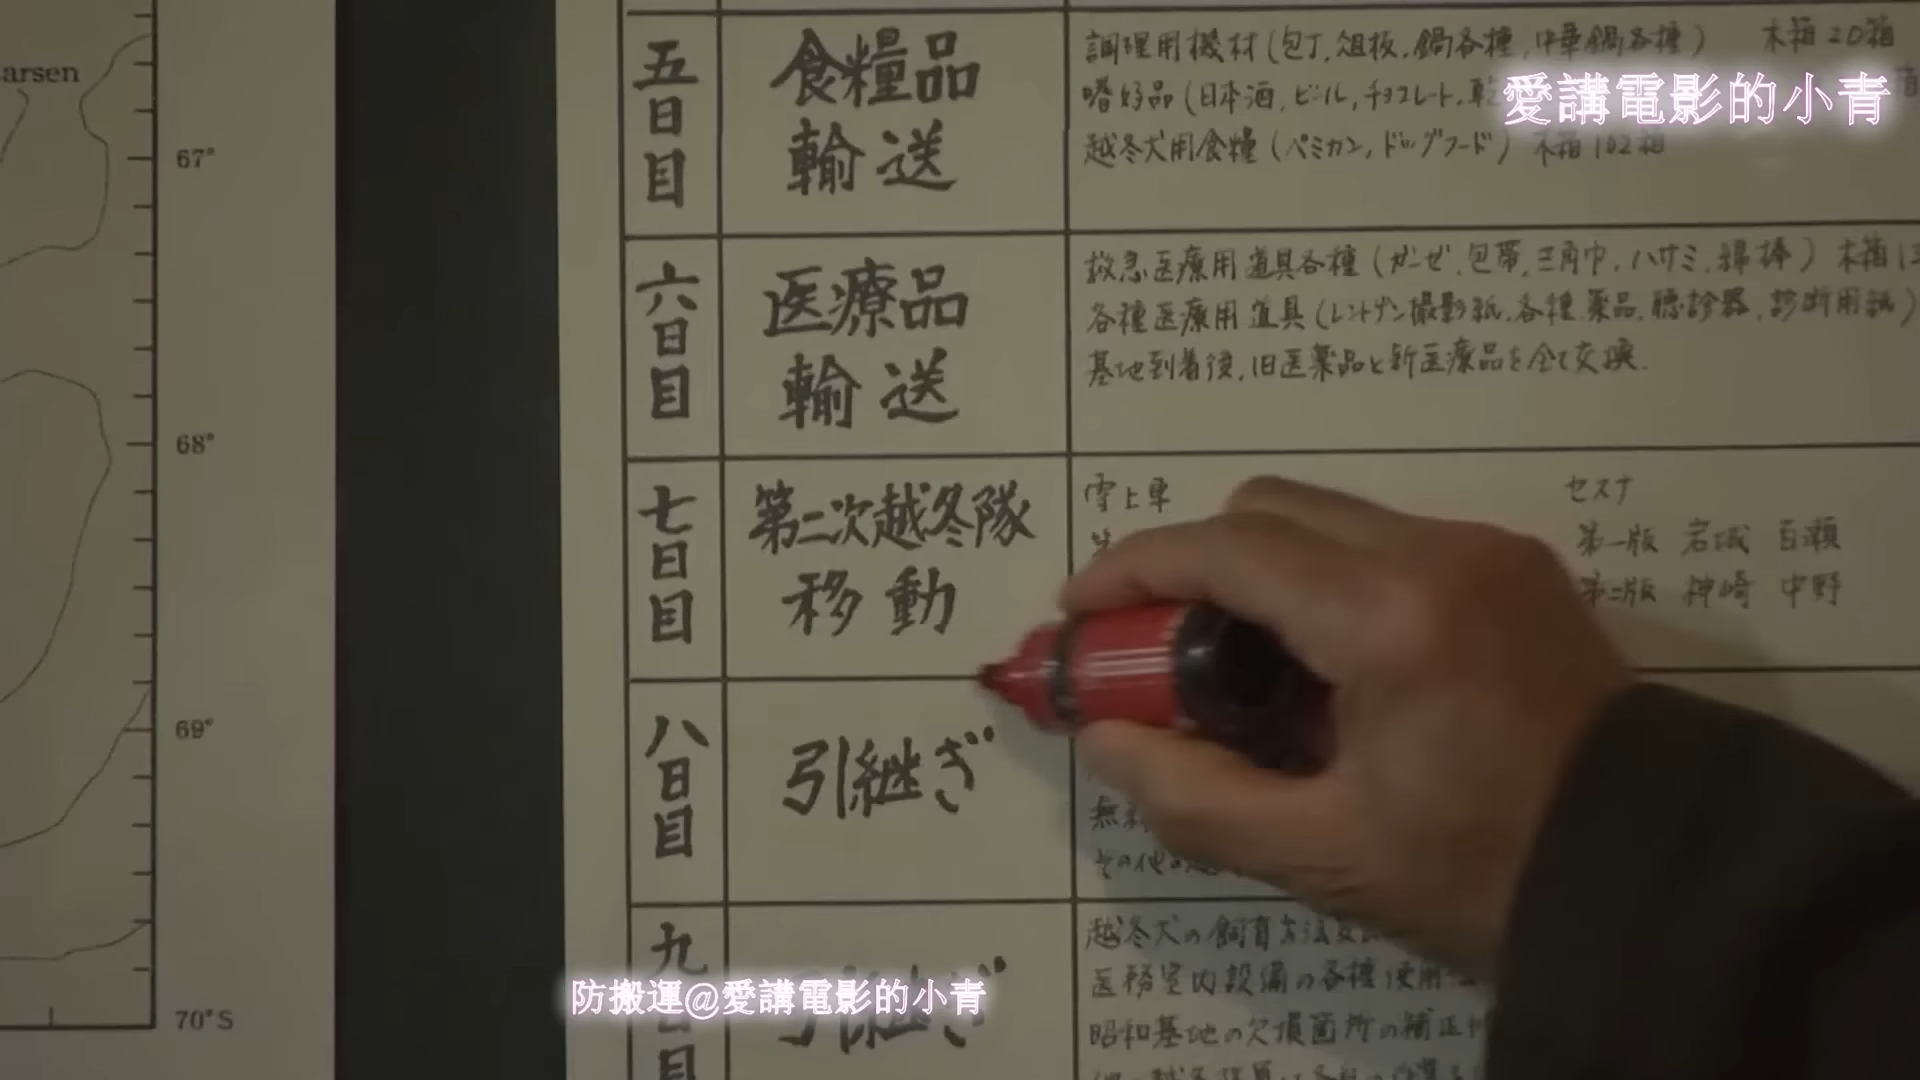 arsen
67°
68°
69°
70°S
五日目
食糧品
輸送
調理用機材(包丁,俎板,鍋各種,中華鍋各種) 木箱20箱
嗜好品(日本酒,ビール,チョコレート,
越冬犬用食糧(ペミカン,ドッグフード) 木箱102箱
愛講電影的小青
六日目
医療品
輸送
救急医療用道具各種(ガーゼ,包帯,三角巾,ハサミ,綿棒) 木箱
各種医療用道具(レントゲン撮影紙,各種薬品,聴診器,診断用紙)
基地到着後,旧医薬品と新医療品を全て交換.
七日目
第二次越冬隊
移動
雪上車
セスナ
第一版 岩城 百瀬
第二版 神崎 中野
八日目
引継ぎ
その他
九日目
引継ぎ
越冬犬の飼育方法
医務室内設備の各種使用
昭和基地の欠損箇所の補正
防搬運@愛講電影的小青